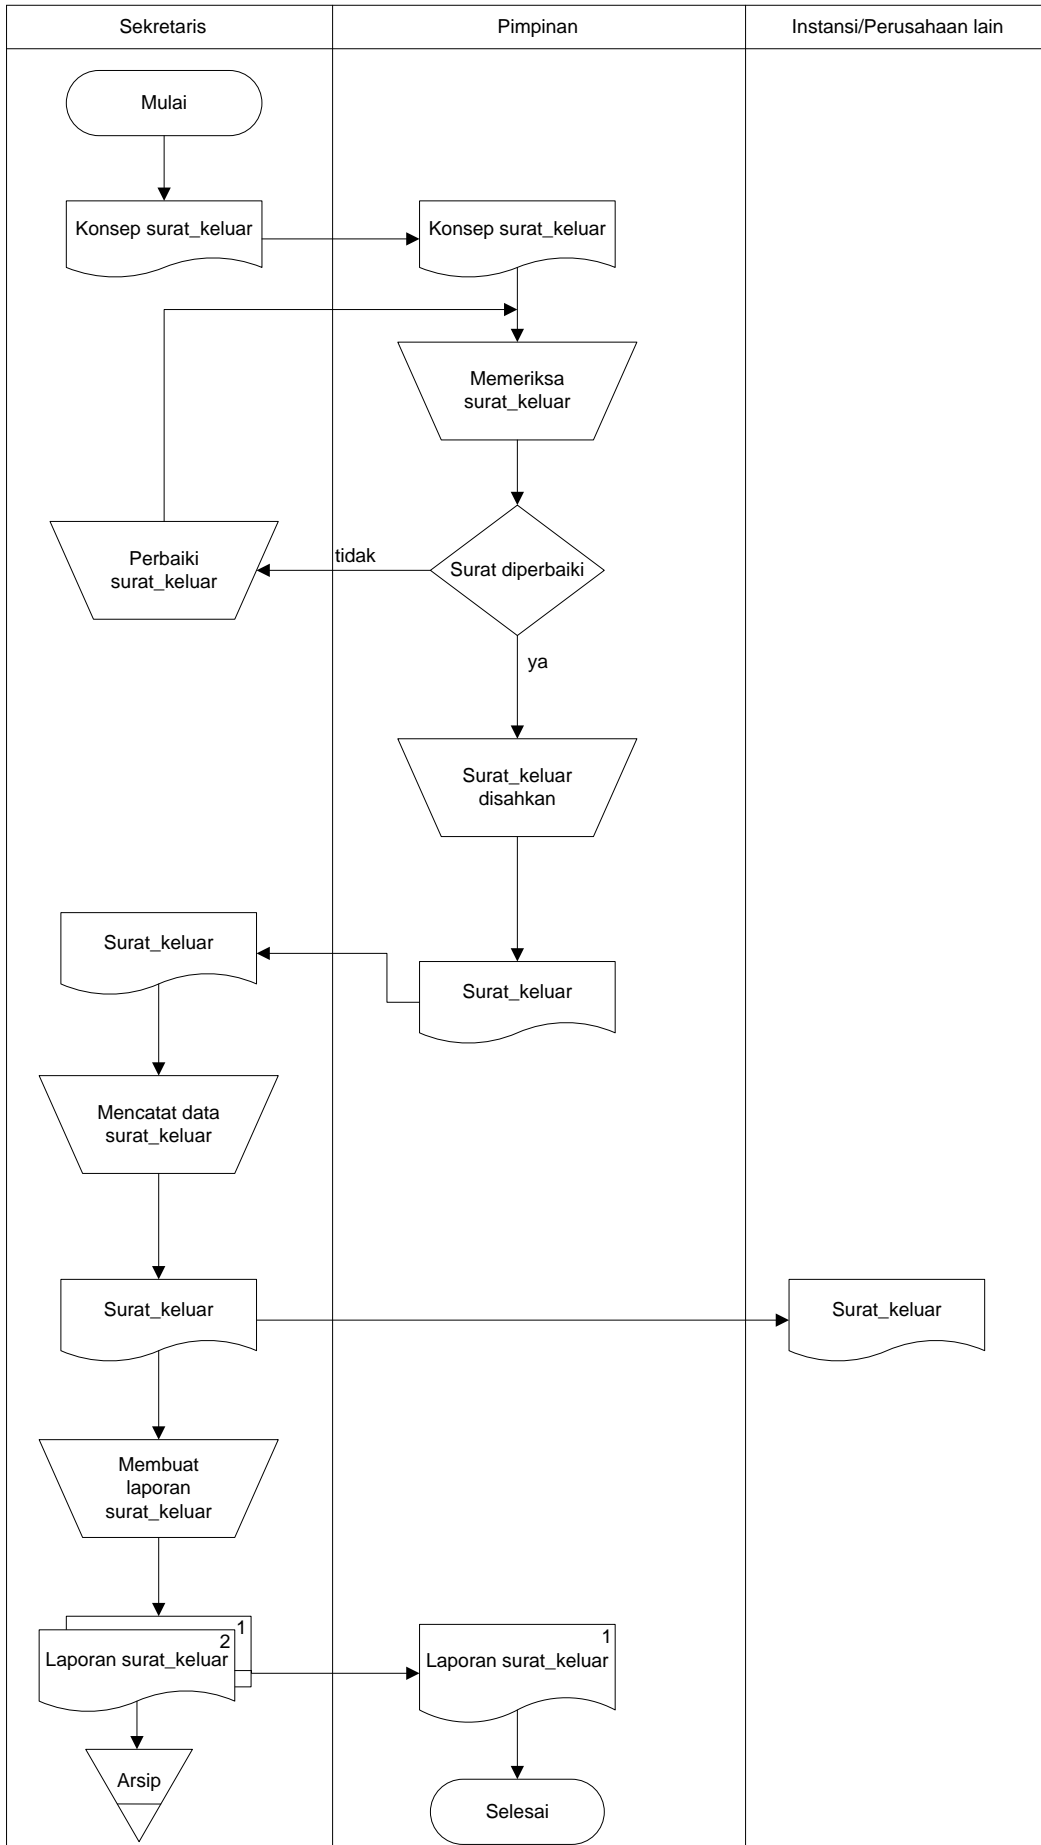 Sekretaris
Pimpinan
Instansi/Perusahaan lain
Mulai
Konsep surat_keluar
Konsep surat_keluar
Memeriksa
surat_keluar
Perbaiki
surat_keluar
tidak
Surat diperbaiki
ya
Surat_keluar
disahkan
Surat_keluar
Surat_keluar
Mencatat data
surat_keluar
Surat_keluar
Surat_keluar
Membuat
laporan
surat_keluar
1
2
Laporan surat_keluar
1
Laporan surat_keluar
Arsip
Selesai